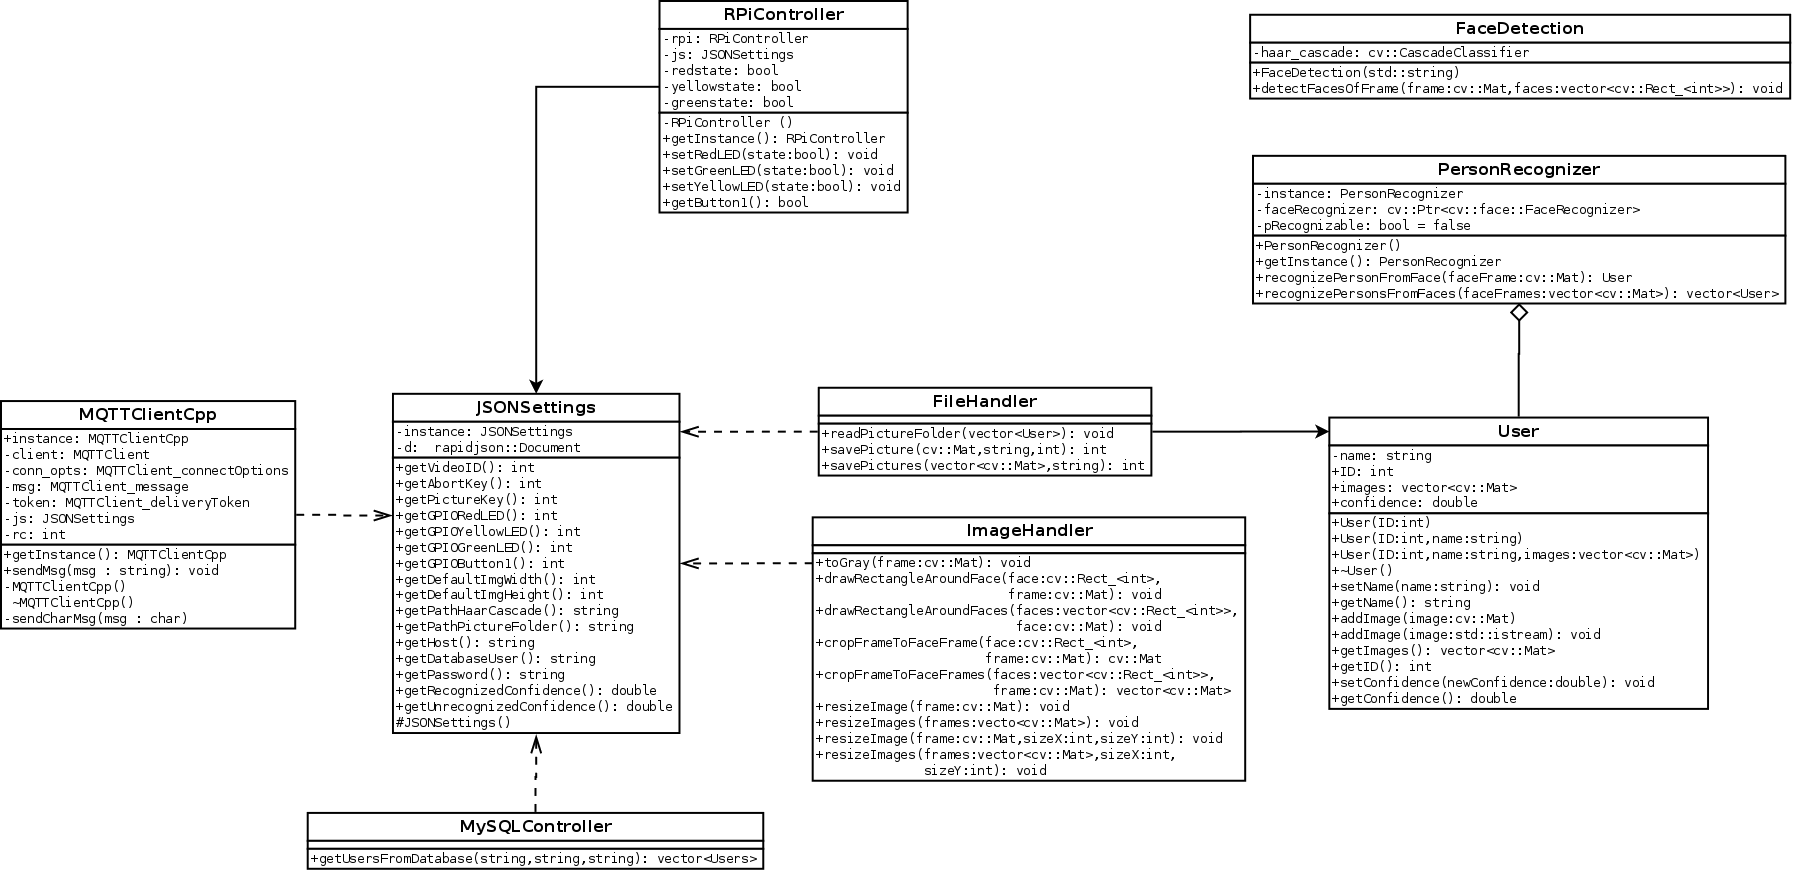 RPiController
-rpi: RPiController
-js: JSONSettings
-redstate: bool
-yellowstate: bool
-greenstate: bool
-RPiController ()
+getInstance(): RPiController
+setRedLED(state:bool): void
+setGreenLED(state:bool): void
+setYellowLED(state:bool): void
+getButton1(): bool
FaceDetection
-haar_cascade: cv::CascadeClassifier
+FaceDetection(std::string)
+detectFacesOfFrame(frame:cv::Mat,faces:vector<cv::Rect_<int>>): void
PersonRecognizer
-instance: PersonRecognizer
-faceRecognizer: cv::Ptr<cv::face::FaceRecognizer>
-pRecognizable: bool = false
+PersonRecognizer()
+getInstance(): PersonRecognizer
+recognizePersonFromFace(faceFrame:cv::Mat): User
+recognizePersonsFromFaces(faceFrames:vector<cv::Mat>): vector<User>
MQTTClientCpp
+instance: MQTTClientCpp
-client: MQTTClient
-conn_opts: MQTTClient_connectOptions
-msg: MQTTClient_message
-token: MQTTClient_deliveryToken
-js: JSONSettings
-rc: int
+getInstance(): MQTTClientCpp
+sendMsg(msg : string): void
-MQTTClientCpp()
~MQTTClientCpp()
-sendCharMsg(msg : char)
JSONSettings
-instance: JSONSettings
-d:  rapidjson::Document
+getVideoID(): int
+getAbortKey(): int
+getPictureKey(): int
+getGPIORedLED(): int
+getGPIOYellowLED(): int
+getGPIOGreenLED(): int
+getGPIOButton1(): int
+getDefaultImgWidth(): int
+getDefaultImgHeight(): int
+getPathHaarCascade(): string
+getPathPictureFolder(): string
+getHost(): string
+getDatabaseUser(): string
+getPassword(): string
+getRecognizedConfidence(): double
+getUnrecognizedConfidence(): double
#JSONSettings()
FileHandler
+readPictureFolder(vector<User>): void
+savePicture(cv::Mat,string,int): int
+savePictures(vector<cv::Mat>,string): int
ImageHandler
+toGray(frame:cv::Mat): void
+drawRectangleAroundFace(face:cv::Rect_<int>,
frame:cv::Mat): void
+drawRectangleAroundFaces(faces:vector<cv::Rect_<int>>,
face:cv::Mat): void
+cropFrameToFaceFrame(face:cv::Rect_<int>,
frame:cv::Mat): cv::Mat
+cropFrameToFaceFrames(faces:vector<cv::Rect_<int>>,
frame:cv::Mat): vector<cv::Mat>
+resizeImage(frame:cv::Mat): void
+resizeImages(frames:vecto<cv::Mat>): void
+resizeImage(frame:cv::Mat,sizeX:int,sizeY:int): void
+resizeImages(frames:vector<cv::Mat>,sizeX:int,
sizeY:int): void
User
-name: string
+ID: int
+images: vector<cv::Mat>
+confidence: double
+User(ID:int)
+User(ID:int,name:string)
+User(ID:int,name:string,images:vector<cv::Mat>)
+~User()
+setName(name:string): void
+getName(): string
+addImage(image:cv::Mat)
+addImage(image:std::istream): void
+getImages(): vector<cv::Mat>
+getID(): int
+setConfidence(newConfidence:double): void
+getConfidence(): double
MySQLController
+getUsersFromDatabase(string,string,string): vector<Users>